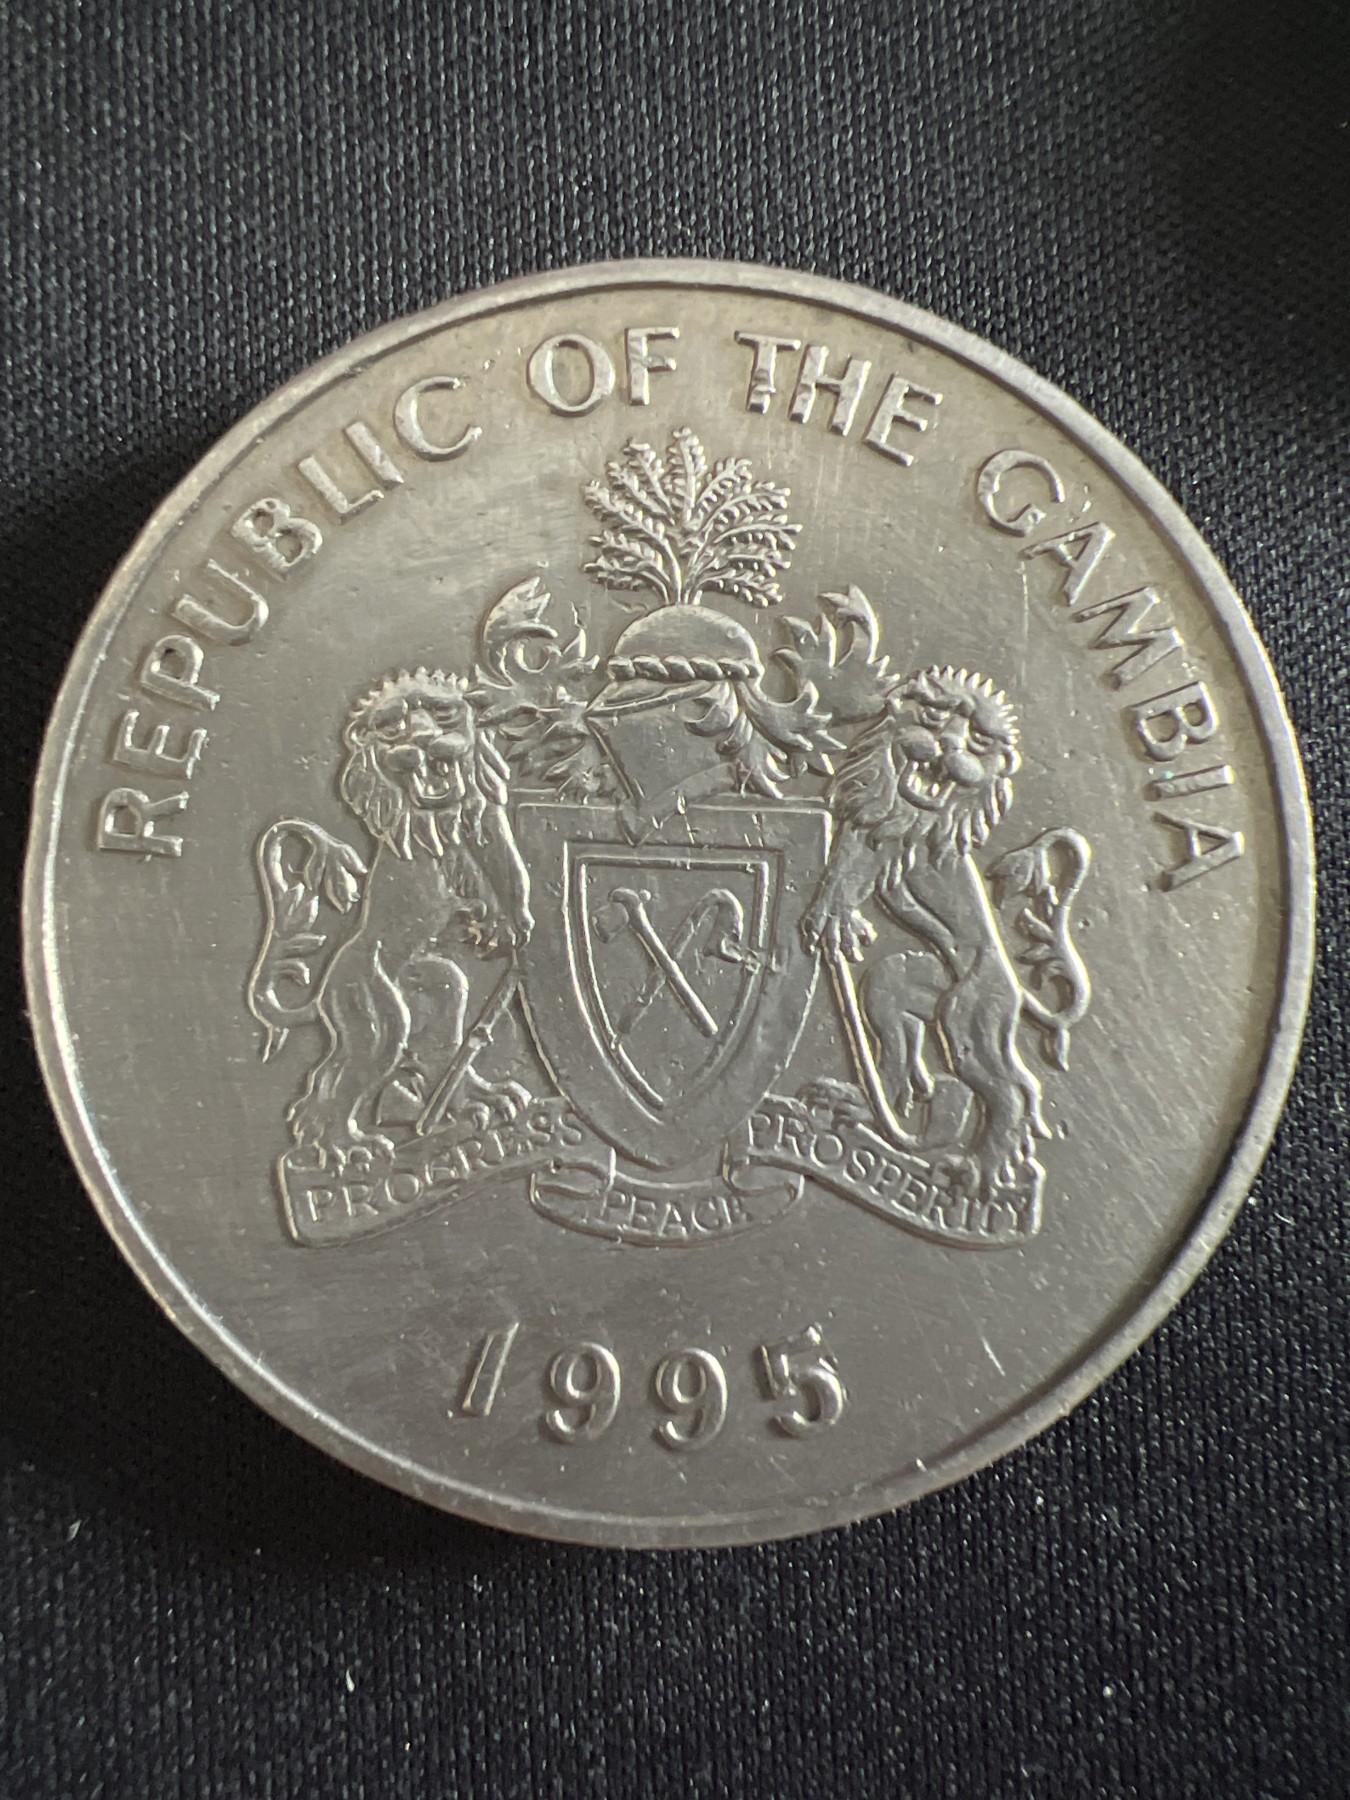 REPUBLIC OF THE GAMBIA
PROGRESS PEACE PROSPERITY
1995